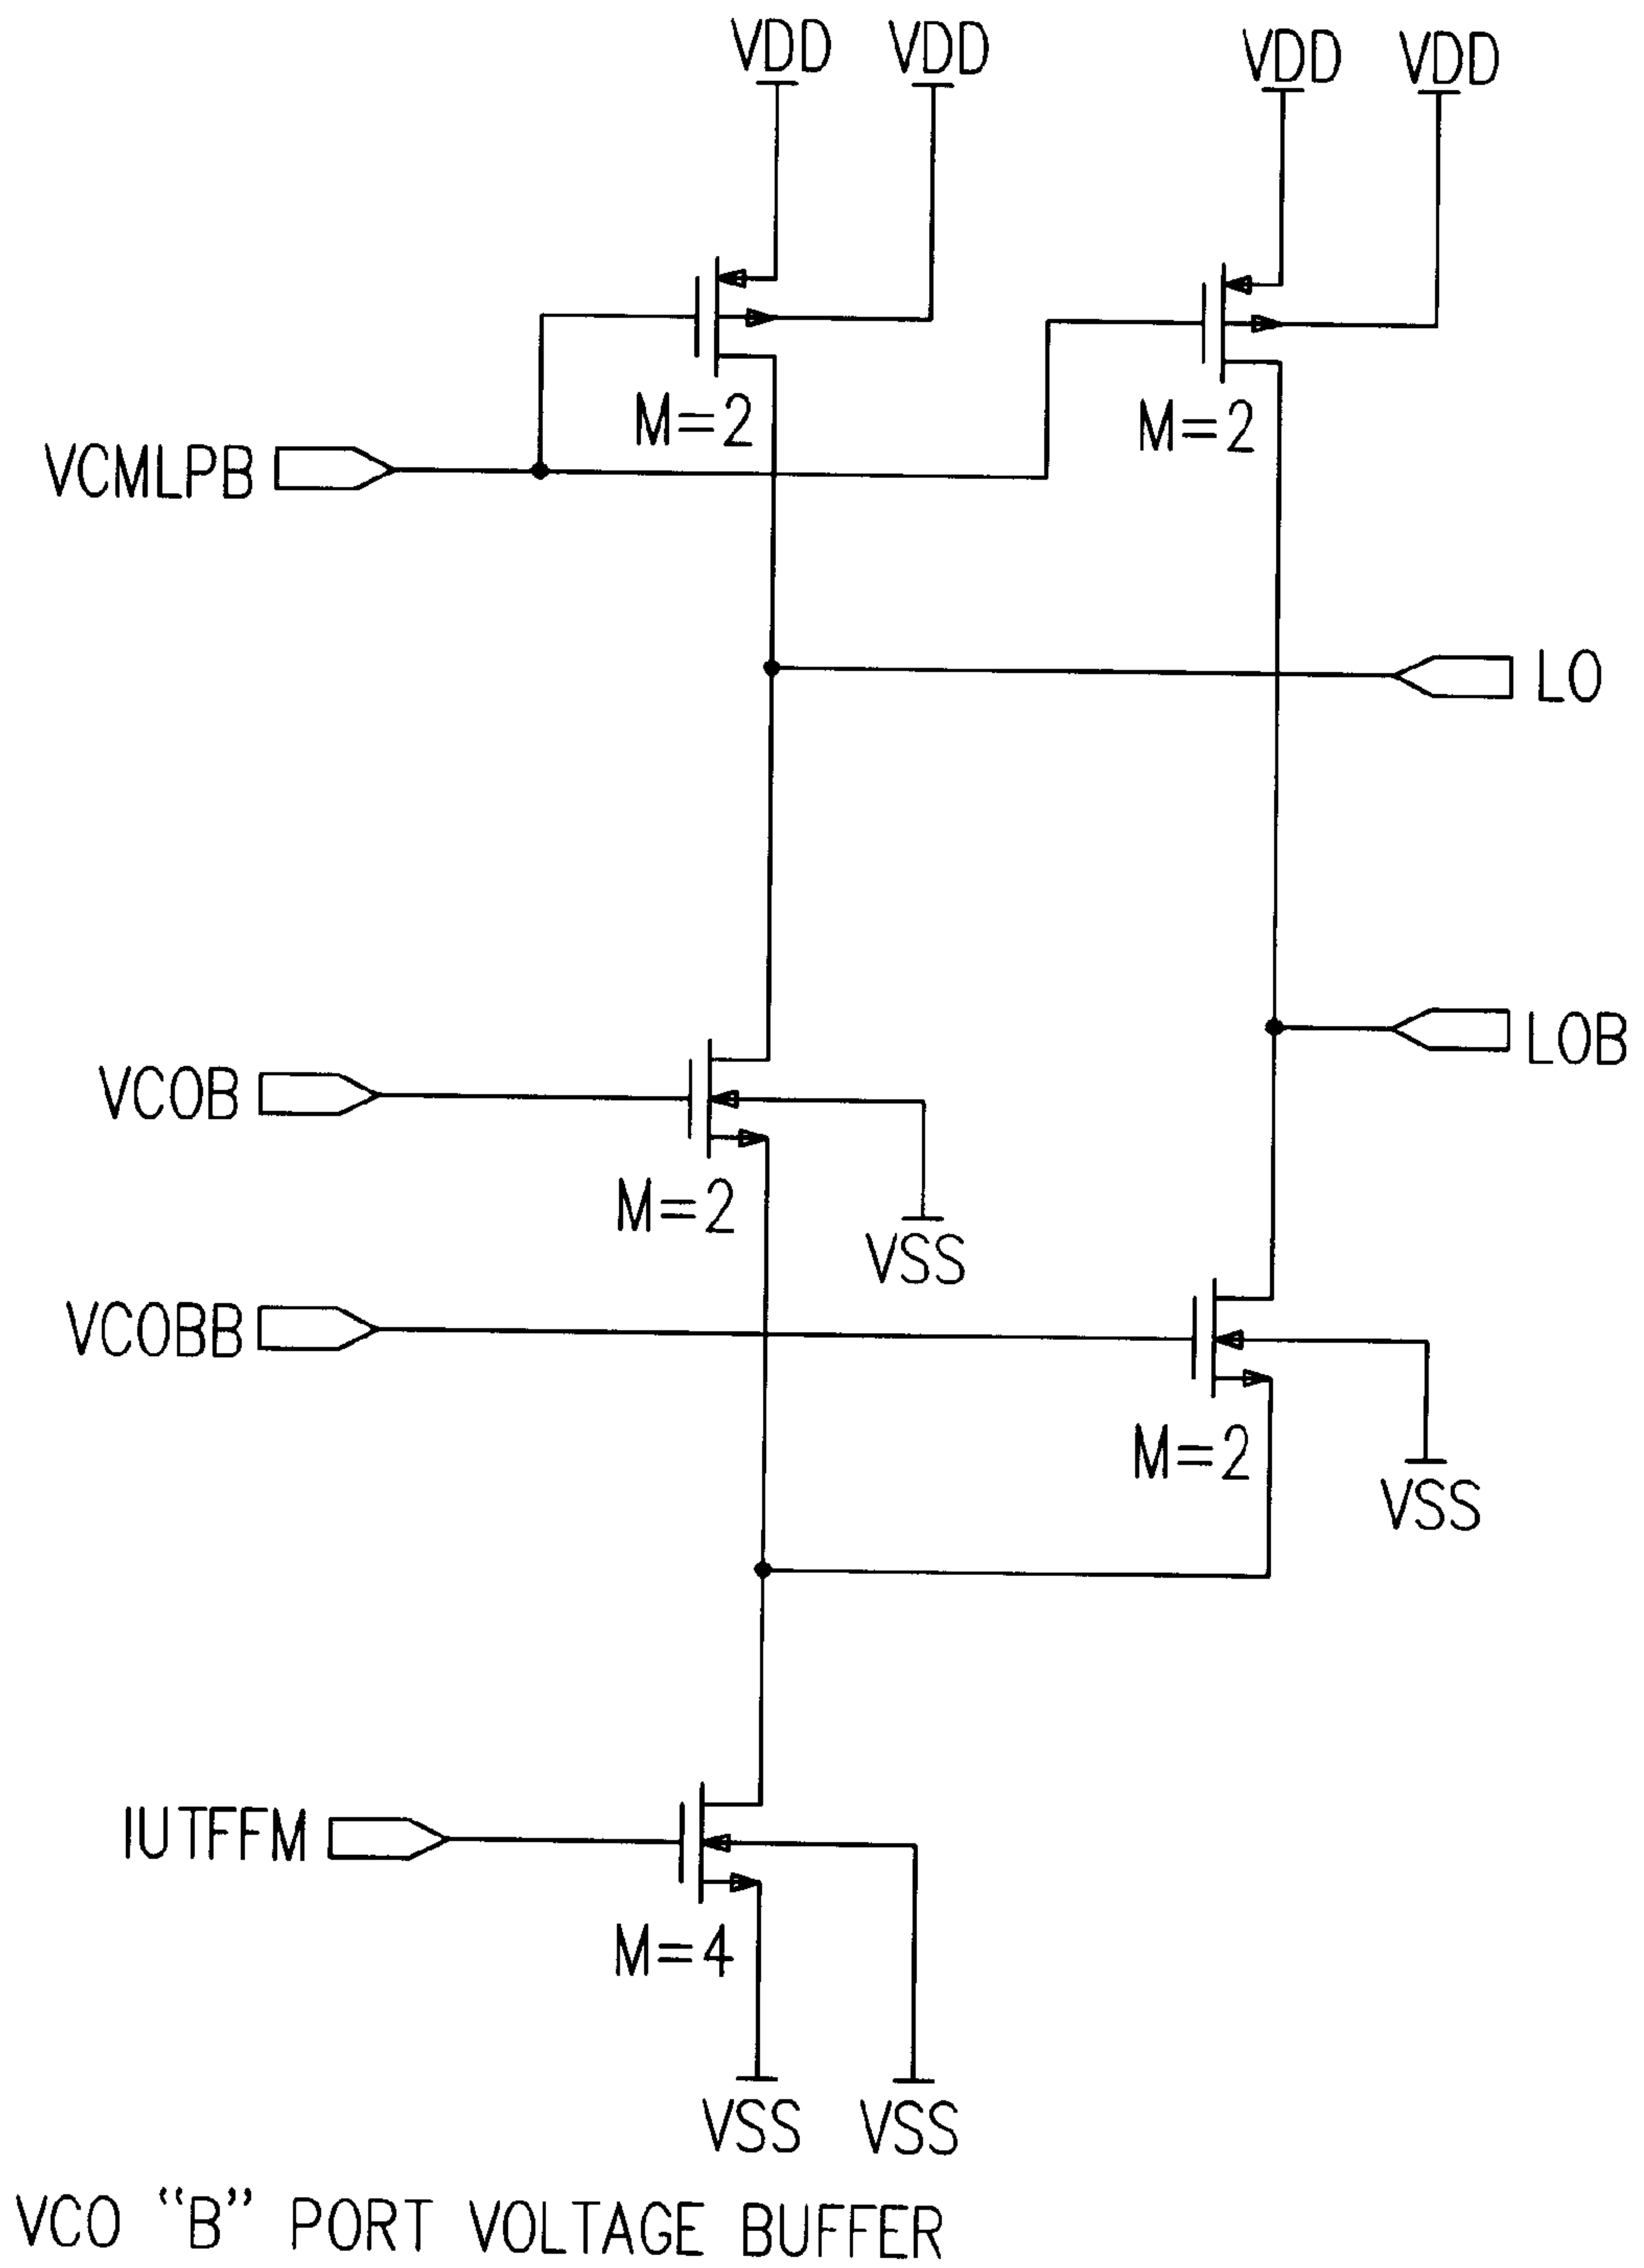 VDD
VDD
VDD
VDD
M=2
M=2
VCMLPB
LO
LOB
VCOB
M=2
VSS
VCOBB
M=2
VSS
IUTFFM
M=4
VSS
VSS
VCO “B” PORT VOLTAGE BUFFER